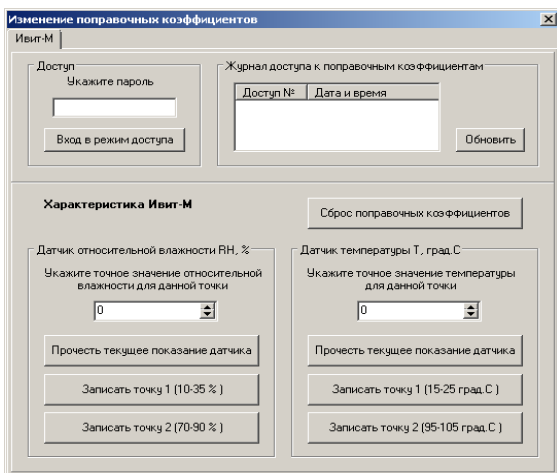 Изменение поправочных коэффициентов
Ивит-М
Доступ
Укажите пароль
Вход в режим доступа
Журнал доступа к поправочным коэффициентам
Доступ № Дата и время
Обновить
Характеристика Ивит-М
Сброс поправочных коэффициентов
Датчик относительной влажности RH, %
Укажите точное значение относительной
влажности для данной точки
0
Прочесть текущее показание датчика
Записать точку 1 (10-35 % )
Записать точку 2 (70-90 % )
Датчик температуры Т, град.С
Укажите точное значение температуры
для данной точки
0
Прочесть текущее показание датчика
Записать точку 1 (15-25 град.С )
Записать точку 2 (95-105 град.С )